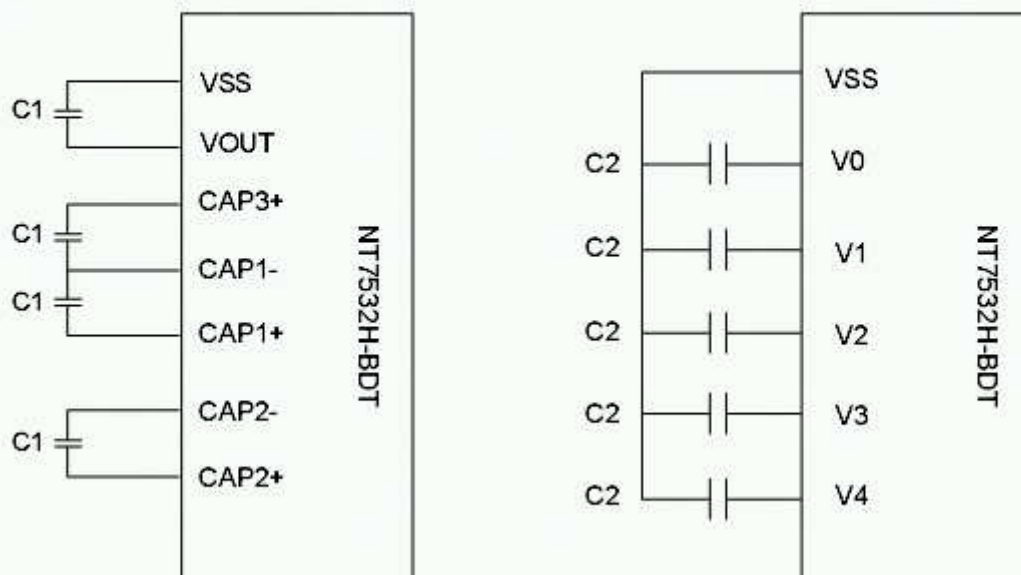 VSS
C1
VOUT
CAP3+
C1
CAP1-
C1
CAP1+
CAP2-
C1
CAP2+
NT7532H-BDT
VSS
C2
V0
C2
V1
C2
V2
C2
V3
C2
V4
NT7532H-BDT